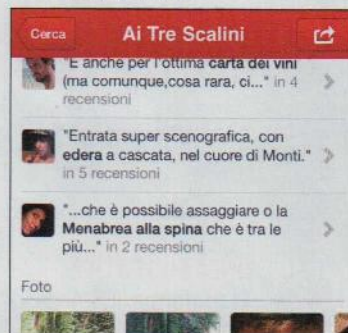 Cerca
Ai Tre Scalini
"E anche per l'ottima carta dei vini
(ma comunque,cosa rara, ci..." in 4
recensioni
"Entrata super scenografica, con
edera a cascata, nel cuore di Monti."
in 5 recensioni
"...che è possibile assaggiare o la
Menabrea alla spina che è tra le
più..." in 2 recensioni
Foto